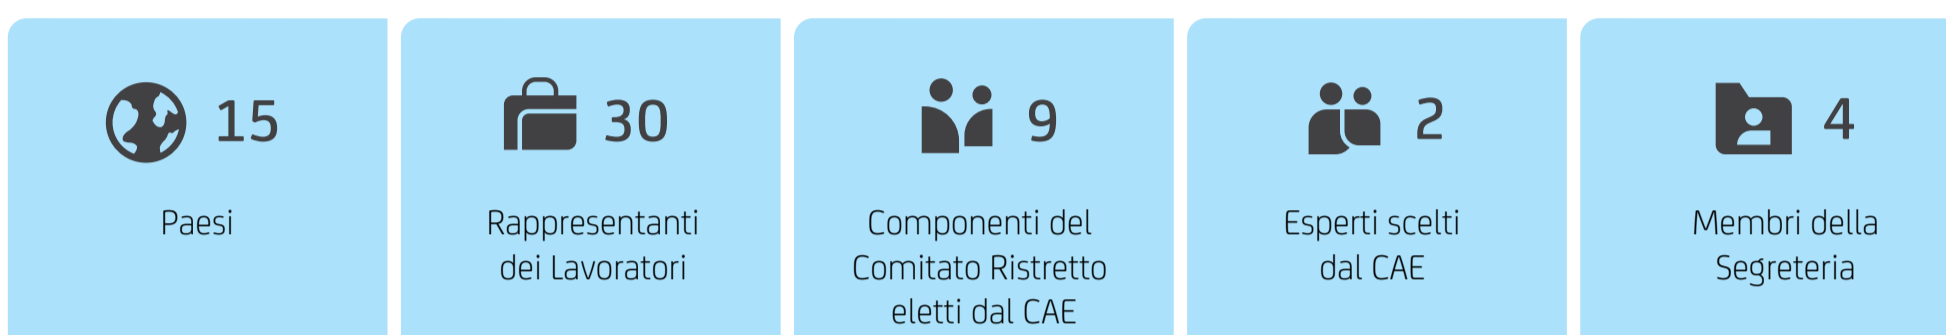 15
Paesi
30
Rappresentanti
dei Lavoratori
9
Componenti del
Comitato Ristretto
eletti dal CAE
2
Esperti scelti
dal CAE
4
Membri della
Segreteria